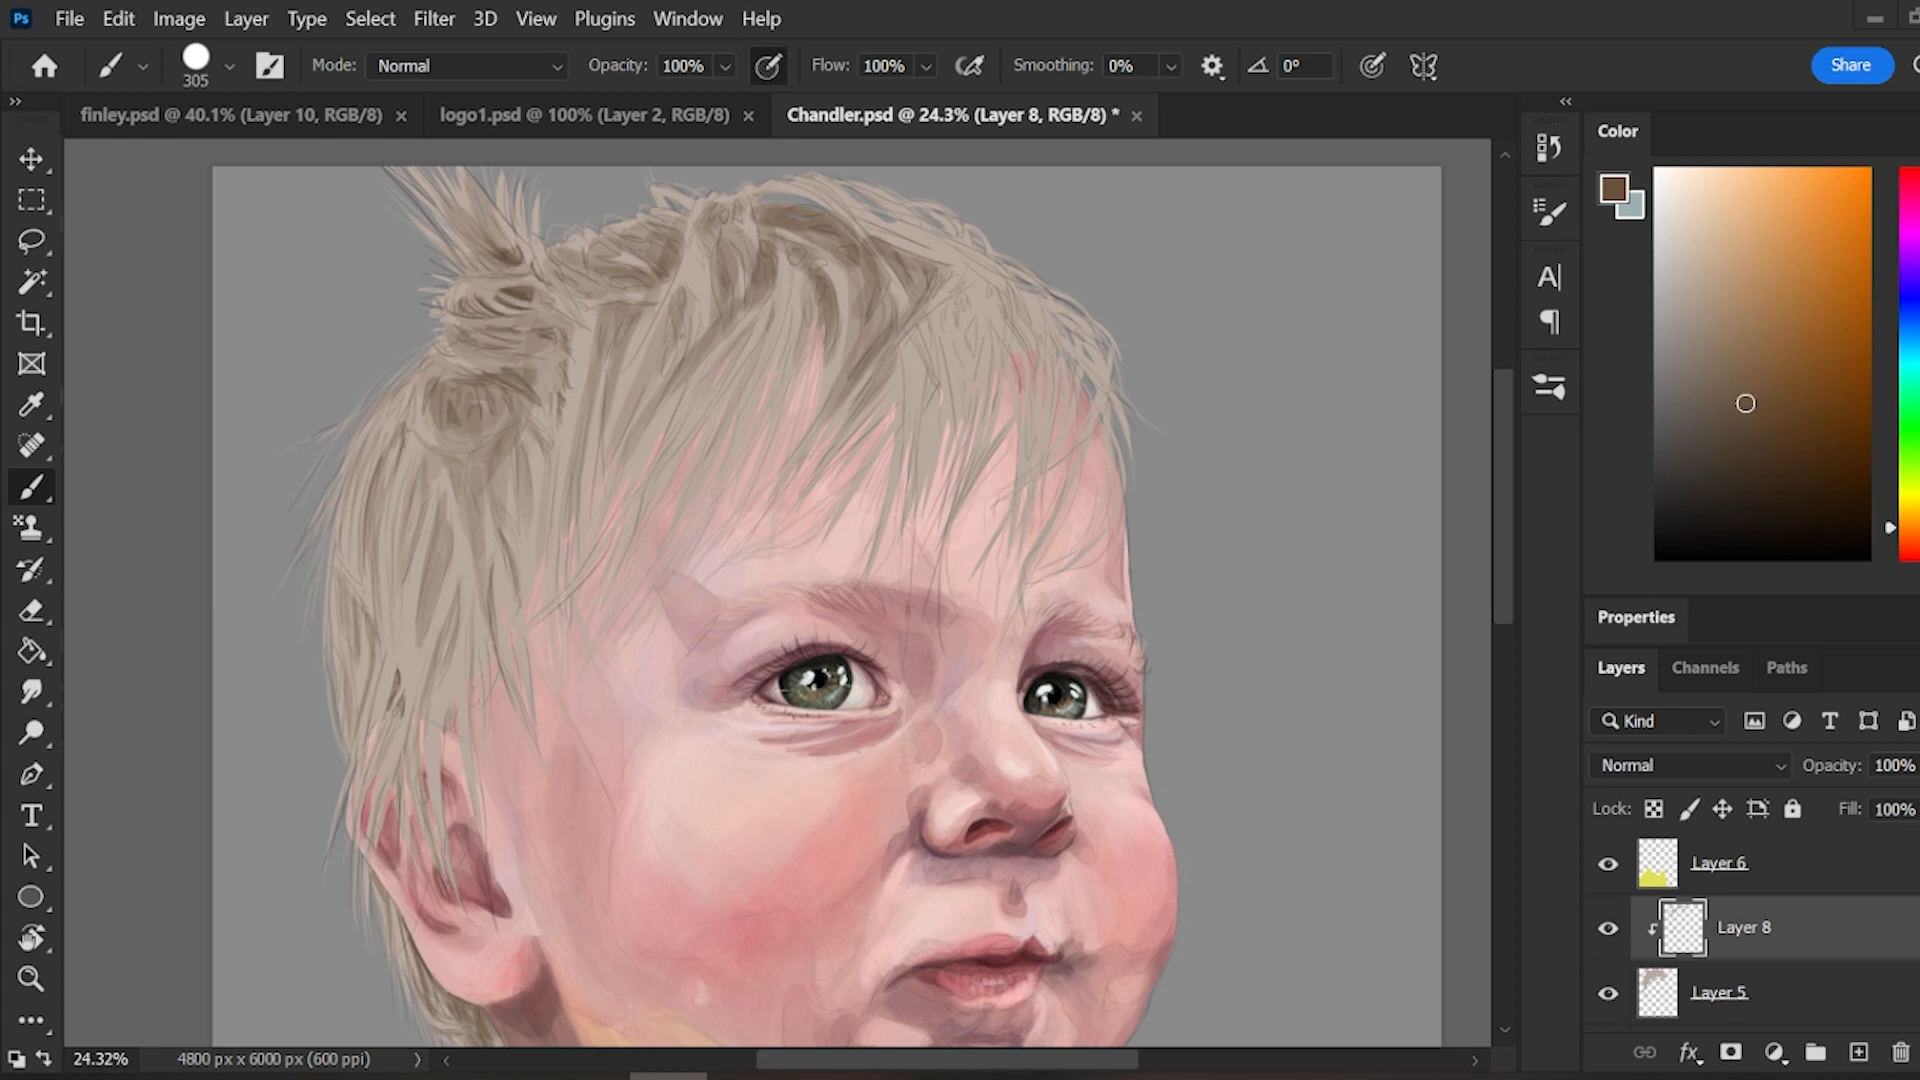 Ps File Edit Image Layer Type Select Filter 3D View Plugins Window Help
305 Mode: Normal Opacity: 100% Flow: 100% Smoothing: 0% 0° Share
finley.psd @ 40.1% (Layer 10, RGB/8) × logo1.psd @ 100% (Layer 2, RGB/8) × Chandler.psd @ 24.3% (Layer 8, RGB/8) * ×
Color
Properties
Layers Channels Paths
Kind
Normal Opacity: 100%
Lock: Fill: 100%
Layer 6
Layer 8
Layer 5
24.32% 4800 px x 6000 px (600 ppi)